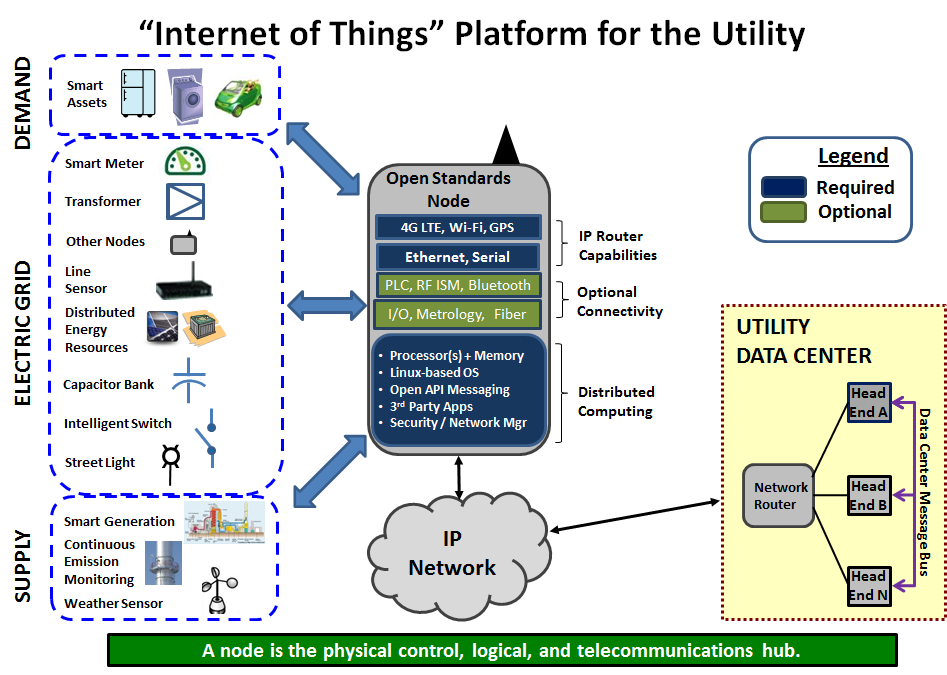 “Internet of Things” Platform for the Utility
DEMAND
Smart
Assets
ELECTRIC GRID
Smart Meter
Transformer
Other Nodes
Line
Sensor
Distributed
Energy
Resources
Capacitor Bank
Intelligent Switch
Street Light
SUPPLY
Smart Generation
Continuous
Emission
Monitoring
Weather Sensor
Open Standards
Node
4G LTE, Wi-Fi, GPS
Ethernet, Serial
PLC, RF ISM, Bluetooth
I/O, Metrology, Fiber
• Processor(s) + Memory
• Linux-based OS
• Open API Messaging
• 3rd Party Apps
• Security / Network Mgr
IP Router
Capabilities
Optional
Connectivity
Distributed
Computing
IP
Network
Legend
Required
Optional
UTILITY
DATA CENTER
Network
Router
Head
End A
Head
End B
Head
End N
Data Center Message Bus
A node is the physical control, logical, and telecommunications hub.